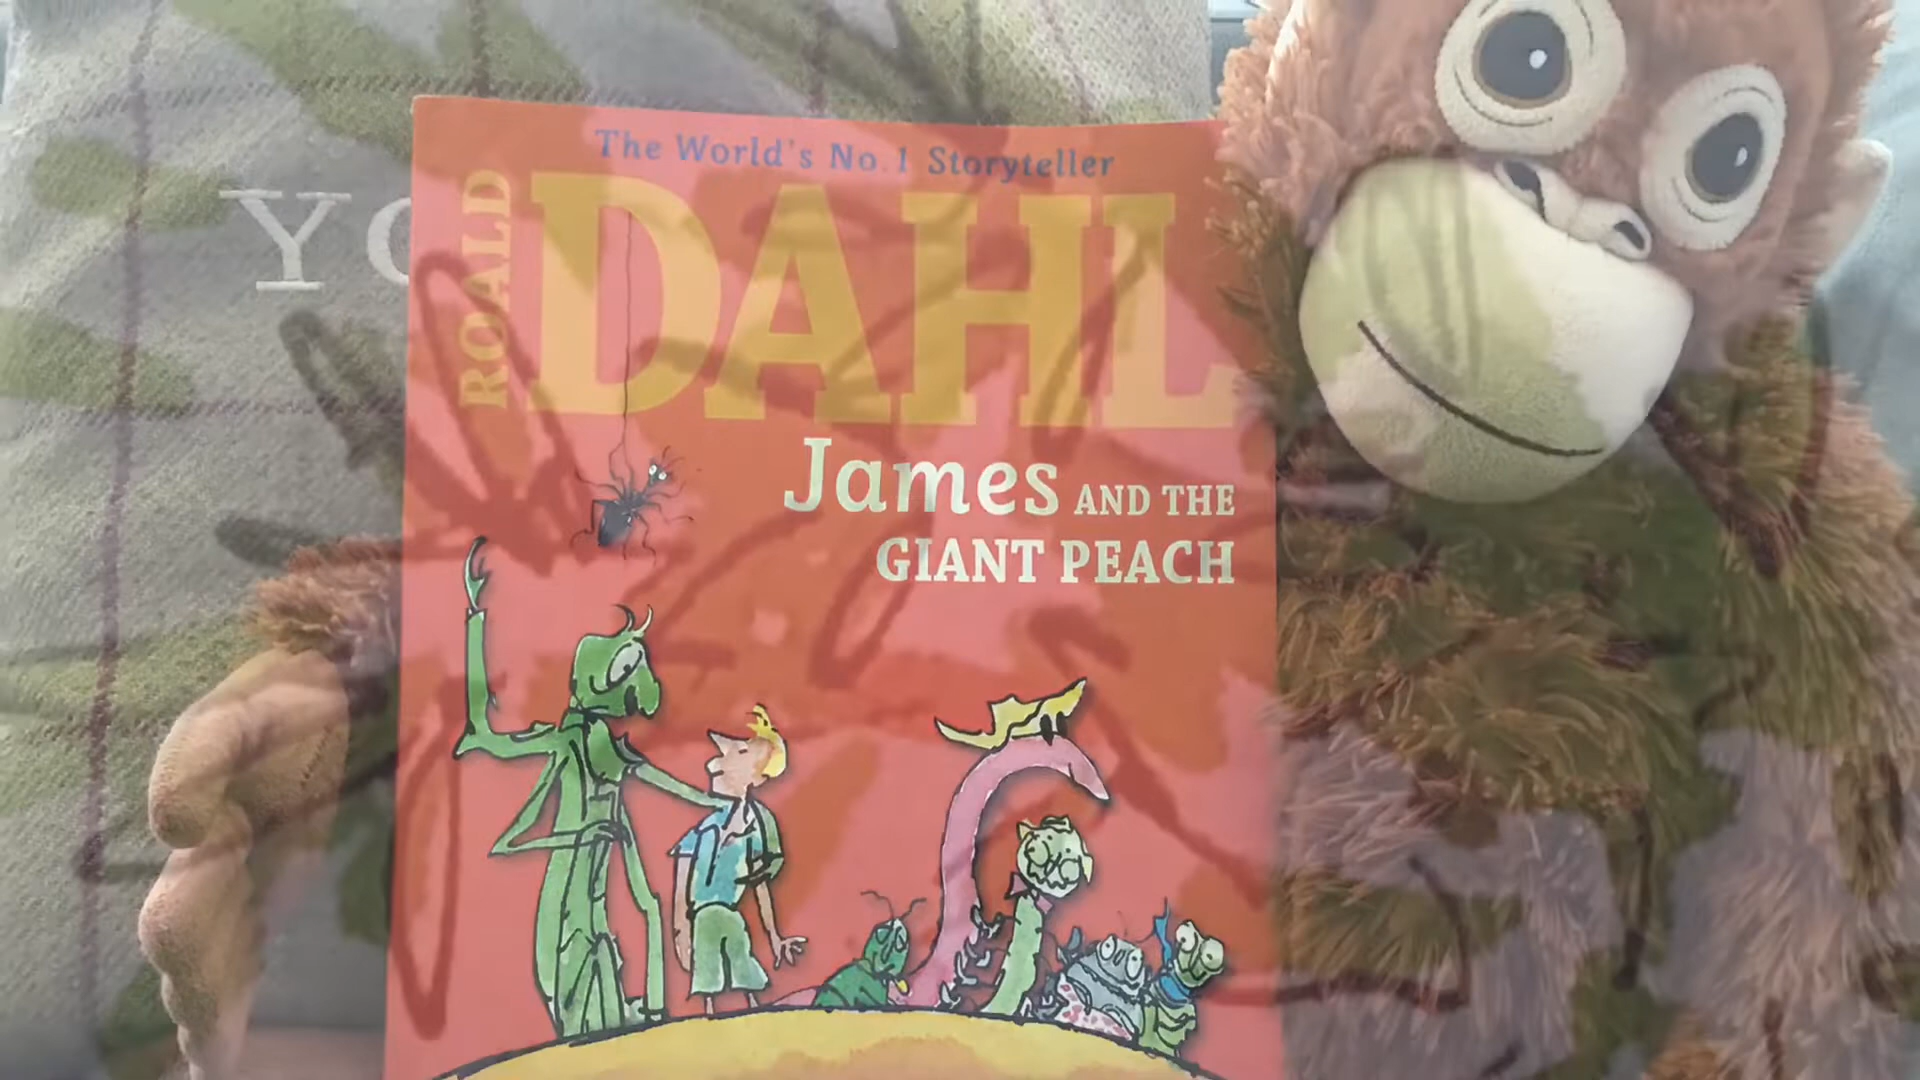 The World's No.1 Storyteller
ROALD
DAHL
James AND THE
GIANT PEACH